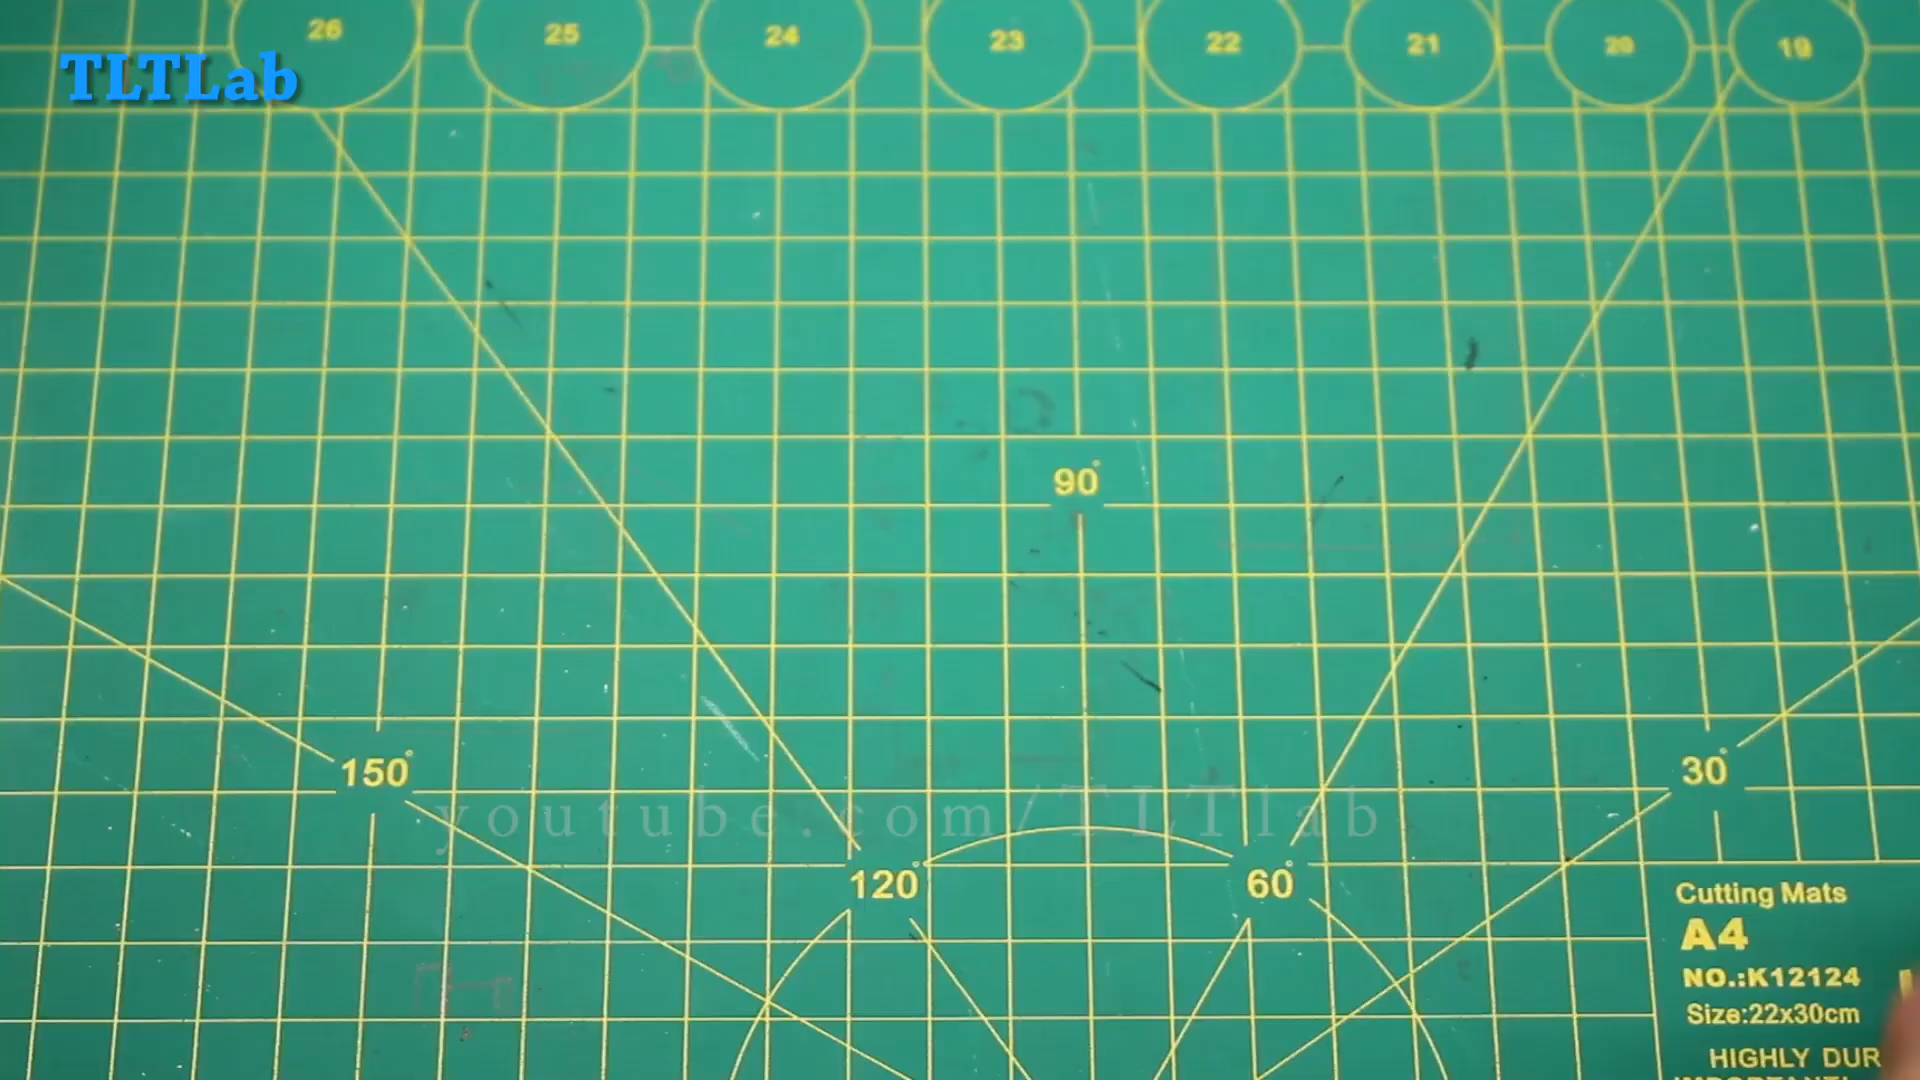 26 25 24 23 22 21 20 19
TLTLab
90°
150°
30°
youtube.com/TLTlab
120°
60°
Cutting Mats
A4
NO.:K12124
Size:22x30cm
HIGHLY DUR